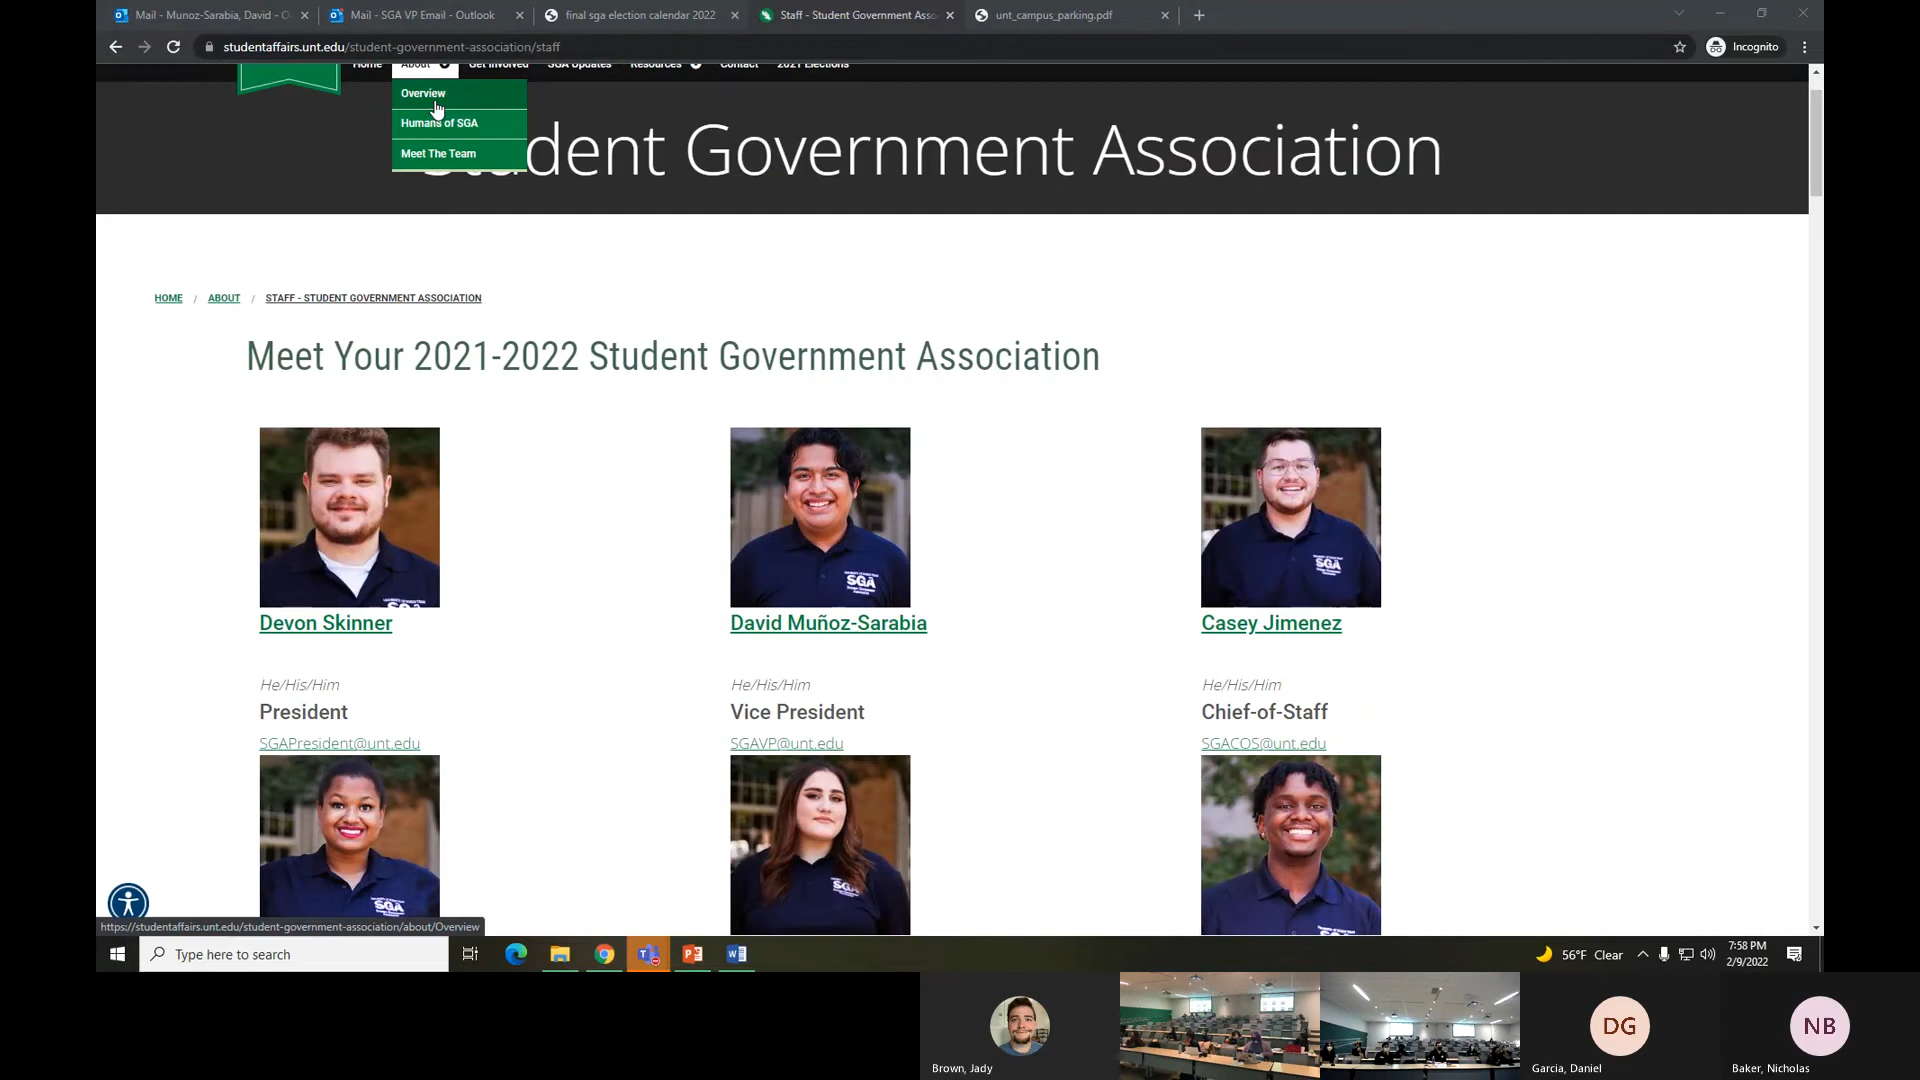 Mail - Munoz-Sarabia, David - O
Mail - SGA VP Email - Outlook
final sga election calendar 2022
Staff - Student Government Asso
unt_campus_parking.pdf
studentaffairs.unt.edu/student-government-association/staff
Incognito
Home About Get Involved SGA Updates Resources Contact 2021 Elections
Overview
Humans of SGA
Meet The Team
Student Government Association
HOME / ABOUT / STAFF - STUDENT GOVERNMENT ASSOCIATION
Meet Your 2021-2022 Student Government Association
SGA
SGA
SGA
Devon Skinner
David Muñoz-Sarabia
Casey Jimenez
He/His/Him
He/His/Him
He/His/Him
President
Vice President
Chief-of-Staff
SGAPresident@unt.edu
SGAVP@unt.edu
SGACOS@unt.edu
SGA
SGA
https://studentaffairs.unt.edu/student-government-association/about/Overview
Type here to search
56°F Clear
7:58 PM
2/9/2022
DG
NB
Brown, Jady
Garcia, Daniel
Baker, Nicholas